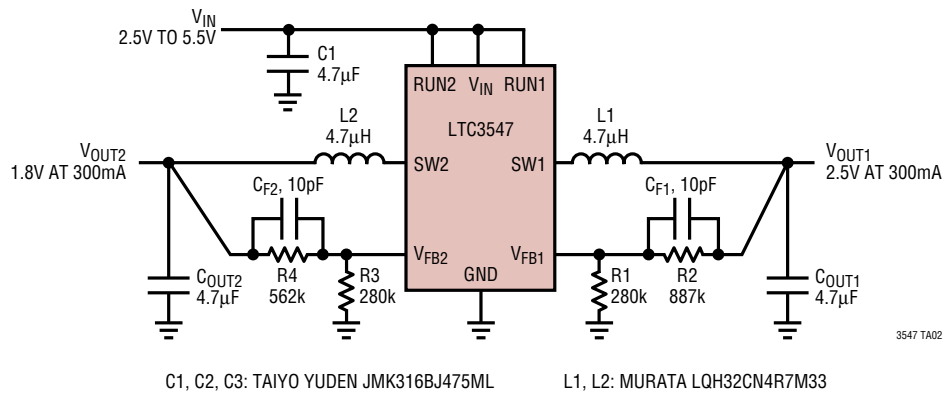 VIN
2.5V TO 5.5V
C1
4.7µF
RUN2 VIN RUN1
LTC3547
L2
4.7µH
L1
4.7µH
VOUT2
1.8V AT 300mA
SW2
SW1
VOUT1
2.5V AT 300mA
CF2, 10pF
CF1, 10pF
VFB2
VFB1
GND
COUT2
4.7µF
R4
562k
R3
280k
R1
280k
R2
887k
COUT1
4.7µF
3547 TA02
C1, C2, C3: TAIYO YUDEN JMK316BJ475ML
L1, L2: MURATA LQH32CN4R7M33